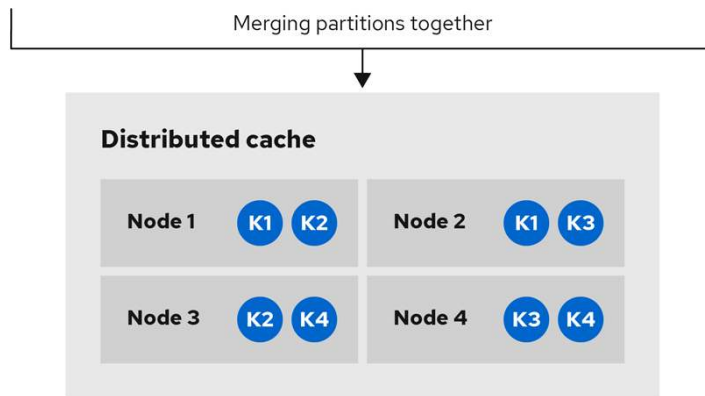 Merging partitions together
Distributed cache
Node 1 K1 K2 Node 2 K1 K3
Node 3 K2 K4 Node 4 K3 K4